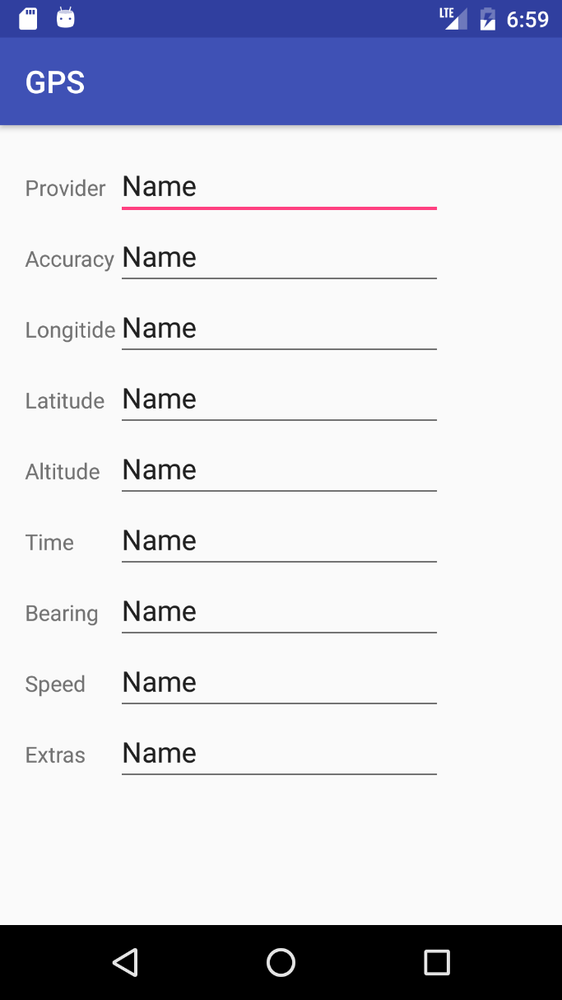 LTE 6:59
GPS
Provider Name
Accuracy Name
Longitide Name
Latitude Name
Altitude Name
Time Name
Bearing Name
Speed Name
Extras Name